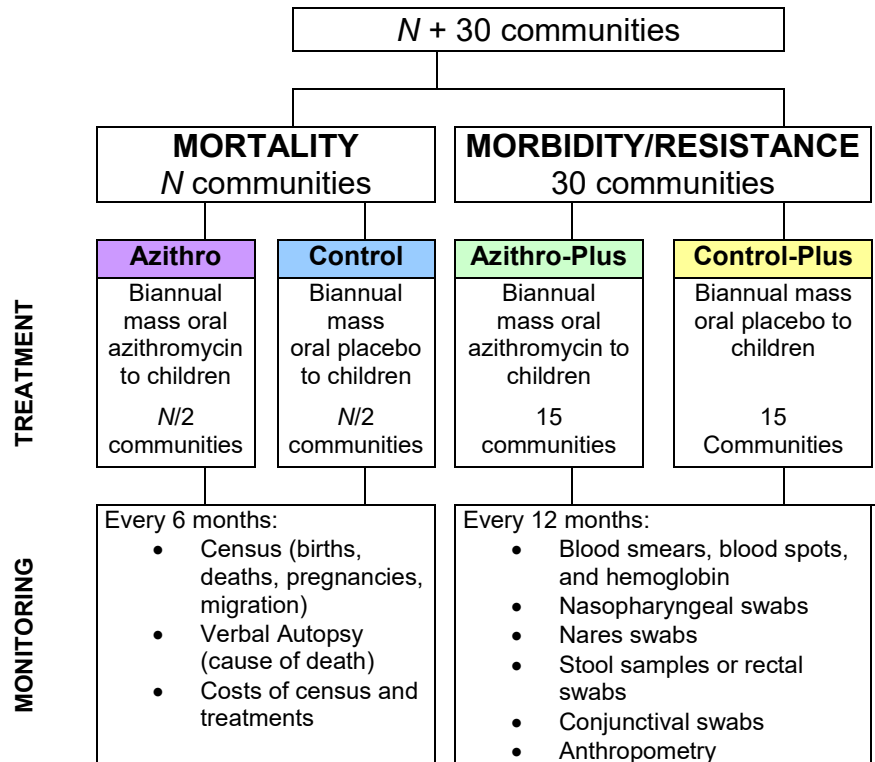 N + 30 communities
MORTALITY
N communities
MORBIDITY/RESISTANCE
30 communities
TREATMENT
Azithro
Biannual
mass oral
azithromycin
to children
N/2
communities
Control
Biannual
mass
oral placebo
to children
N/2
communities
Azithro-Plus
Biannual
mass oral
azithromycin to
children
15
communities
Control-Plus
Biannual mass
oral placebo to
children
15
Communities
MONITORING
Every 6 months:
• Census (births,
deaths, pregnancies,
migration)
• Verbal Autopsy
(cause of death)
• Costs of census and
treatments
Every 12 months:
• Blood smears, blood spots,
and hemoglobin
• Nasopharyngeal swabs
• Nares swabs
• Stool samples or rectal
swabs
• Conjunctival swabs
• Anthropometry